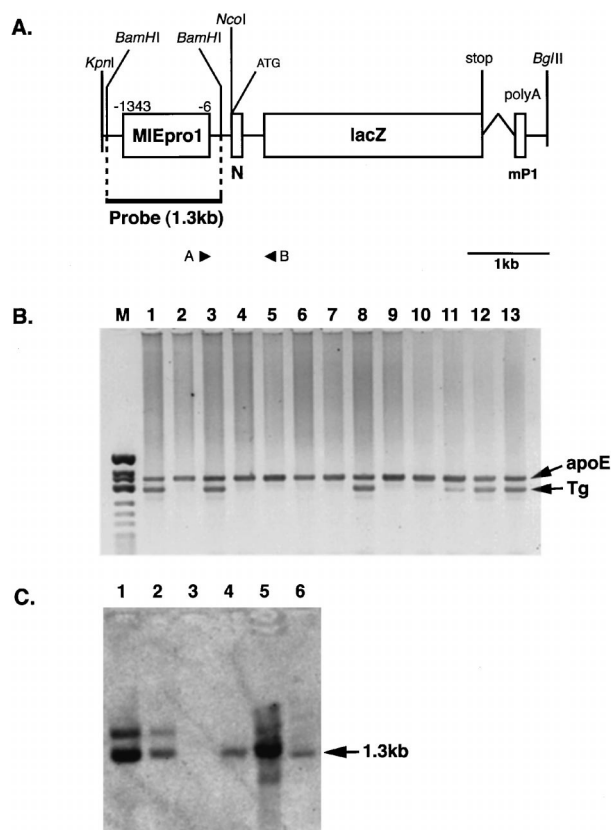 A.
NcoI
BamHI BamHI
KpnI ATG stop BglII
polyA
-1343 -6
MIEpro1 lacZ
N mP1
Probe (1.3kb)
A B
1kb
B.
M 1 2 3 4 5 6 7 8 9 10 11 12 13
apoE
Tg
C.
1 2 3 4 5 6
1.3kb